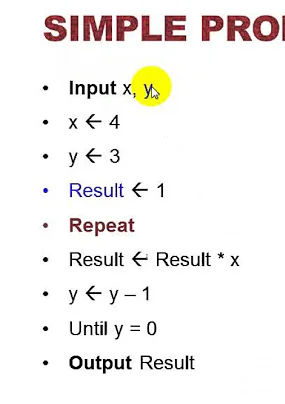 SIMPLE PRO
• Input x, y
• x ← 4
• y ← 3
• Result ← 1
• Repeat
• Result ← Result * x
• y ← y – 1
• Until y = 0
• Output Result